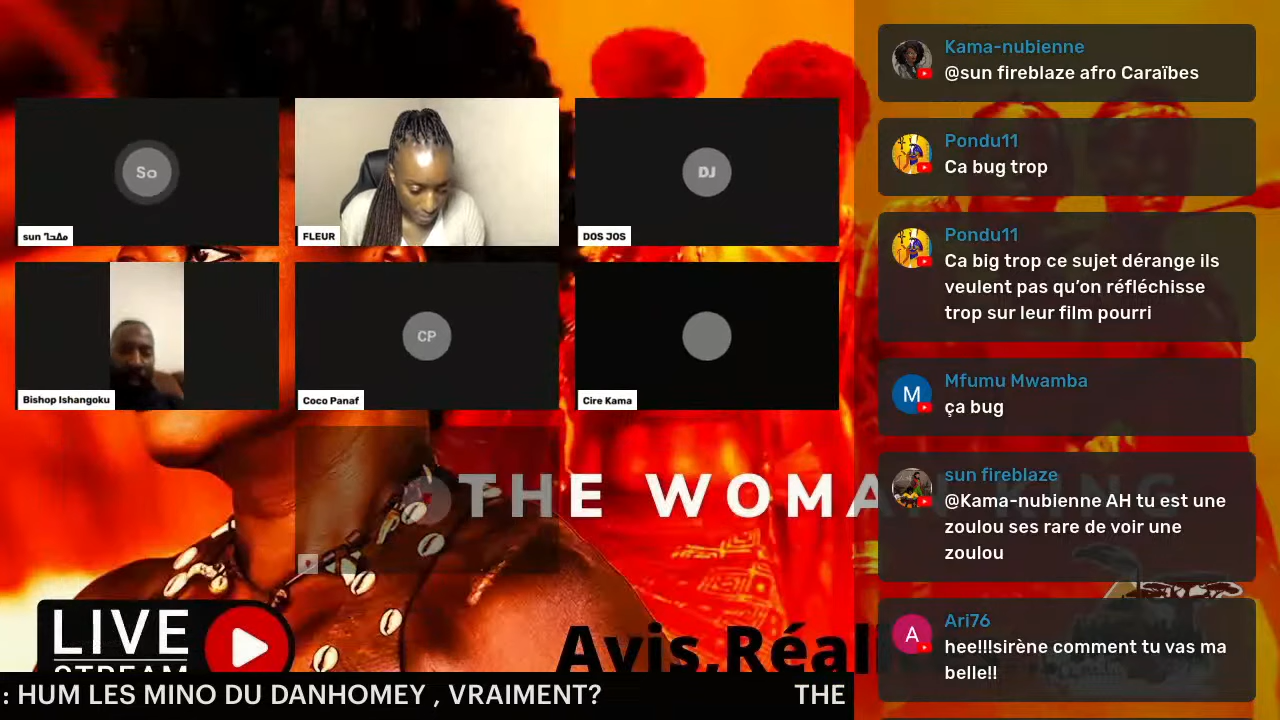 So
sun
FLEUR
DJ
DOS JOS
Bishop Ishangoku
CP
Coco Panaf
Cire Kama
THE WOMA
LIVE
STREAM
Avis,Réali
: HUM LES MINO DU DANHOMEY , VRAIMENT?
THE
Kama-nubienne
@sun fireblaze afro Caraïbes
Pondu11
Ca bug trop
Pondu11
Ca big trop ce sujet dérange ils
veulent pas qu’on réfléchisse
trop sur leur film pourri
M
Mfumu Mwamba
ça bug
sun fireblaze
@Kama-nubienne AH tu est une
zoulou ses rare de voir une
zoulou
A
Ari76
hee!!!sirène comment tu vas ma
belle!!